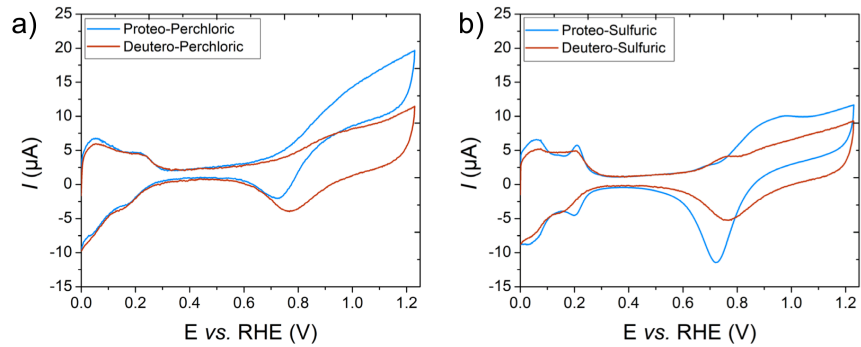 a)
Proteo-Perchloric
Deutero-Perchloric
25
20
15
10
5
0
-5
-10
-15
I (µA)
0.0 0.2 0.4 0.6 0.8 1.0 1.2
E vs. RHE (V)
b)
Proteo-Sulfuric
Deutero-Sulfuric
25
20
15
10
5
0
-5
-10
-15
I (µA)
0.0 0.2 0.4 0.6 0.8 1.0 1.2
E vs. RHE (V)